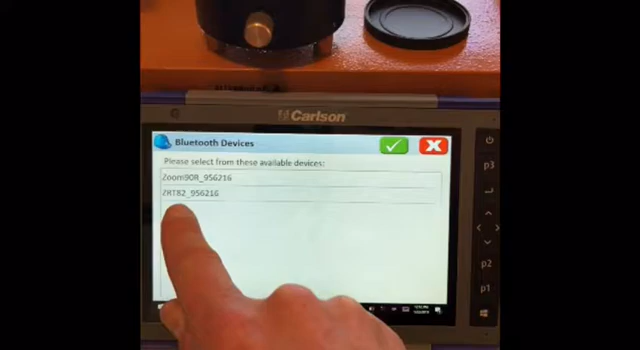 Carlson
Bluetooth Devices
Please select from these available devices:
Zoom90R_956216
ZRT82_956216
p3
p2
p1